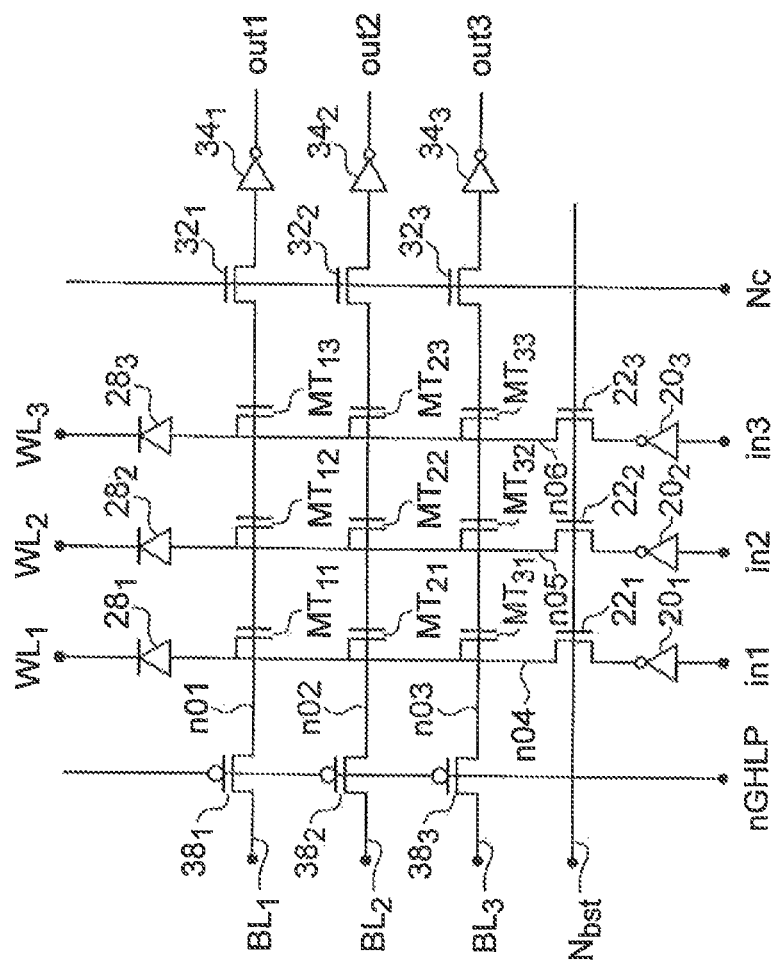 WL₁ WL₂ WL₃
28₁ 28₂ 28₃
32₁ 34₁ out1
n01
38₁
BL₁
MT₁₁ MT₁₂ MT₁₃
32₂ 34₂ out2
n02
38₂
BL₂
MT₂₁ MT₂₂ MT₂₃
32₃ 34₃ out3
n03
38₃
BL₃
MT₃₁ MT₃₂ MT₃₃
n04 n05 n06
N_bst
22₁ 22₂ 22₃
20₁ 20₂ 20₃
nGHLP in1 in2 in3 Nc